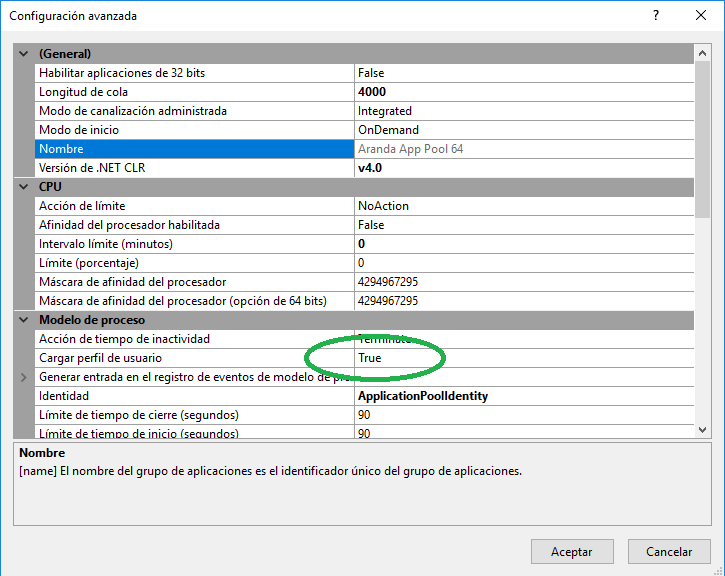 Configuración avanzada
(General)
Habilitar aplicaciones de 32 bits False
Longitud de cola 4000
Modo de canalización administrada Integrated
Modo de inicio OnDemand
Nombre Aranda App Pool 64
Versión de .NET CLR v4.0
CPU
Acción de límite NoAction
Afinidad del procesador habilitada False
Intervalo límite (minutos) 0
Límite (porcentaje) 0
Máscara de afinidad del procesador 4294967295
Máscara de afinidad del procesador (opción de 64 bits) 4294967295
Modelo de proceso
Acción de tiempo de inactividad Terminate
Cargar perfil de usuario True
Generar entrada en el registro de eventos de modelo de pro
Identidad ApplicationPoolIdentity
Límite de tiempo de cierre (segundos) 90
Límite de tiempo de inicio (segundos) 90
Nombre
[name] El nombre del grupo de aplicaciones es el identificador único del grupo de aplicaciones.
Aceptar Cancelar